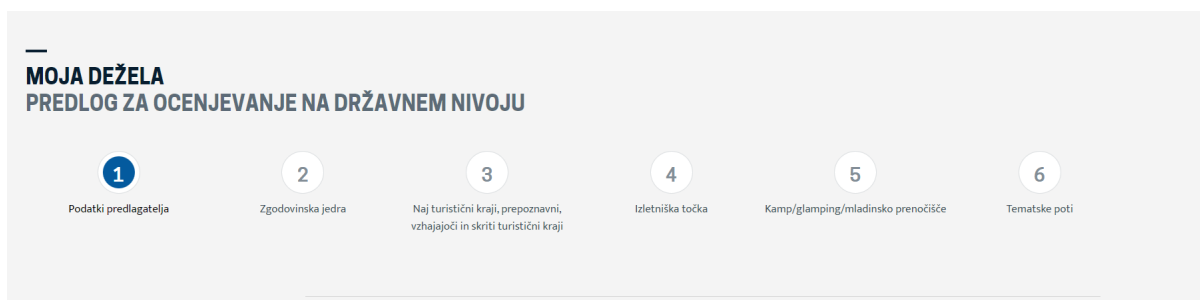 MOJA DEŽELA
PREDLOG ZA OCENJEVANJE NA DRŽAVNEM NIVOJU
1
Podatki predlagatelja
2
Zgodovinska jedra
3
Naj turistični kraji, prepoznavni,
vzhajajoči in skriti turistični kraji
4
Izletniška točka
5
Kamp/glamping/mladinsko prenočišče
6
Tematske poti